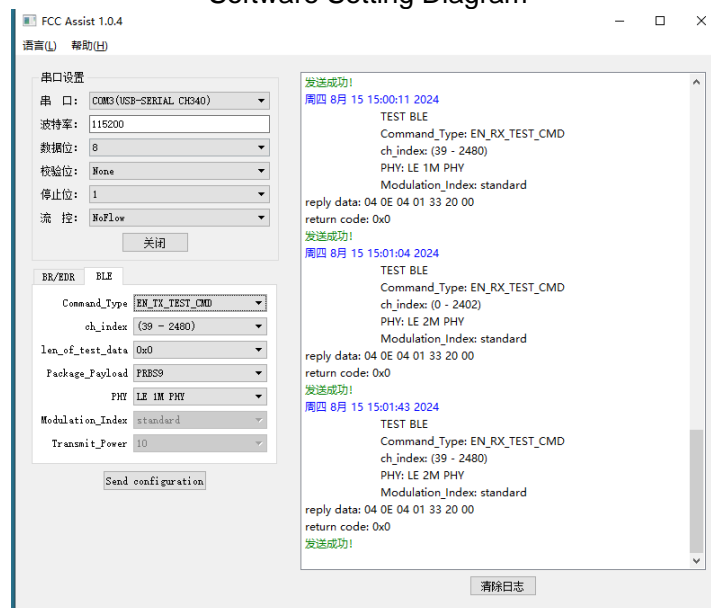 Software Setting Diagram
FCC Assist 1.0.4
语言(L) 帮助(H)
串口设置
串 口: COM3(USB-SERIAL CH340)
波特率: 115200
数据位: 8
校验位: None
停止位: 1
流 控: NoFlow
关闭
BR/EDR BLE
Command_Type EN_TX_TEST_CMD
ch_index (39 - 2480)
len_of_test_data 0x0
Package_Payload PRBS9
PHY LE 1M PHY
Modulation_Index standard
Transmit_Power 10
Send configuration
发送成功!
周四 8月 15 15:00:11 2024
TEST BLE
Command_Type: EN_RX_TEST_CMD
ch_index: (39 - 2480)
PHY: LE 1M PHY
Modulation_Index: standard
reply data: 04 0E 04 01 33 20 00
return code: 0x0
发送成功!
周四 8月 15 15:01:04 2024
TEST BLE
Command_Type: EN_RX_TEST_CMD
ch_index: (0 - 2402)
PHY: LE 2M PHY
Modulation_Index: standard
reply data: 04 0E 04 01 33 20 00
return code: 0x0
发送成功!
周四 8月 15 15:01:43 2024
TEST BLE
Command_Type: EN_RX_TEST_CMD
ch_index: (39 - 2480)
PHY: LE 2M PHY
Modulation_Index: standard
reply data: 04 0E 04 01 33 20 00
return code: 0x0
发送成功!
清除日志